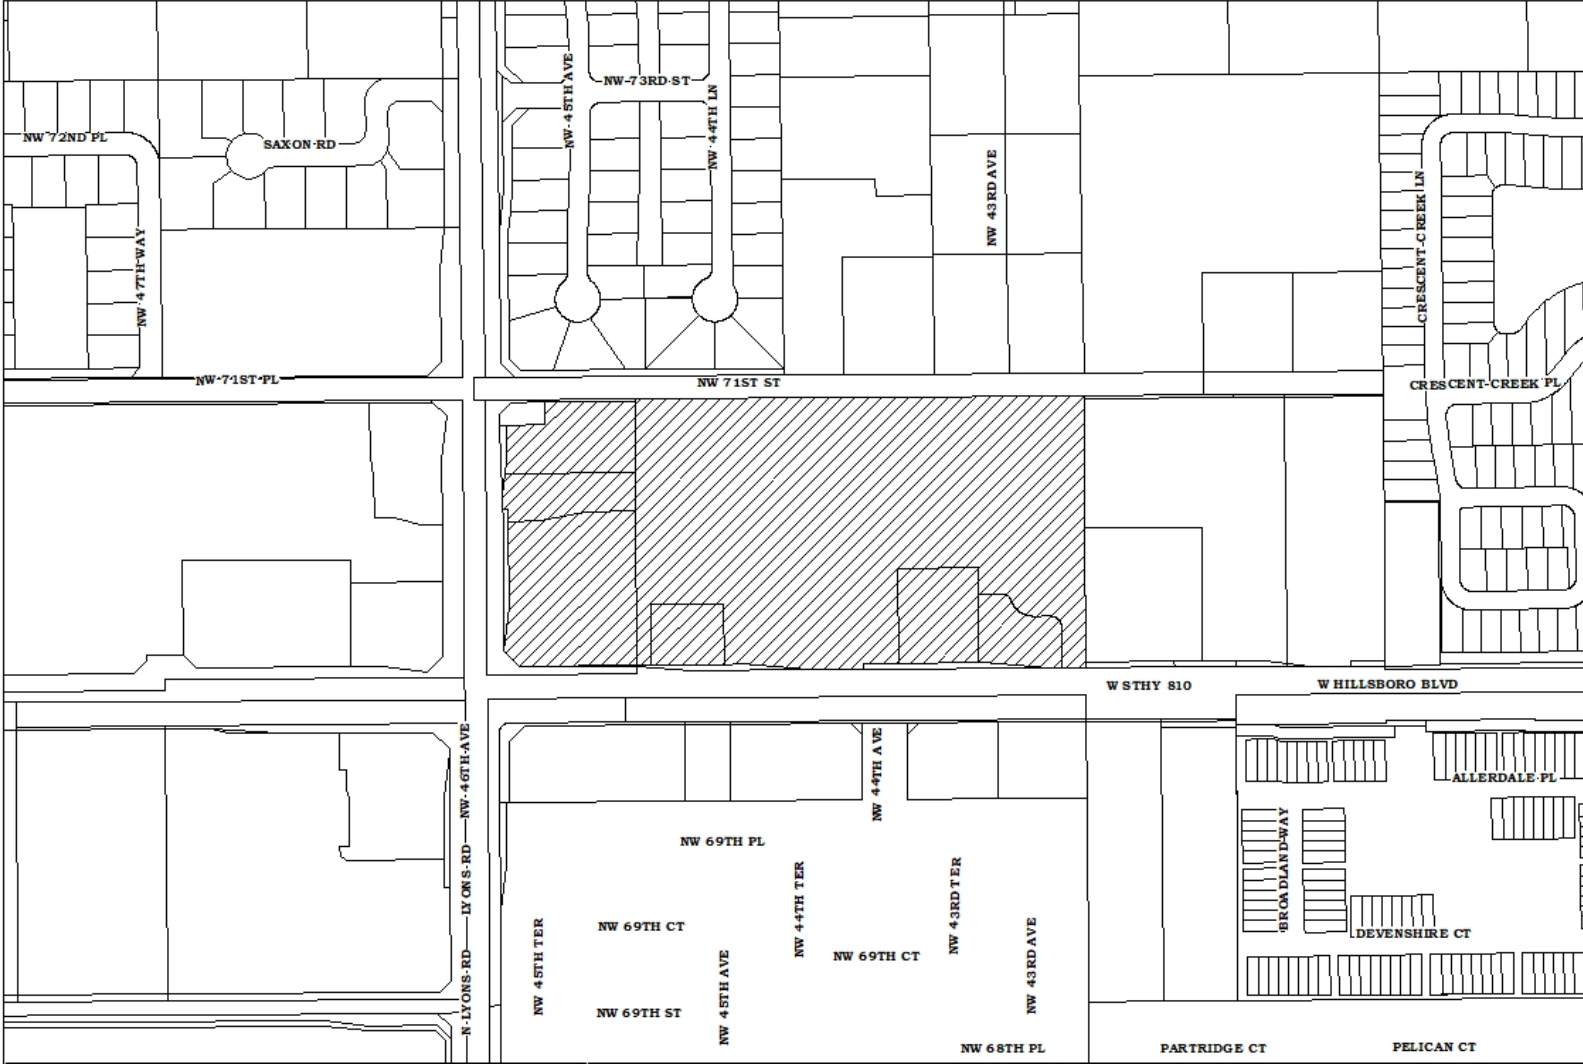 NW 45TH AVE
NW 73RD ST
NW 44TH LN
NW 72ND PL
SAXON RD
NW 43RD AVE
CRESCENT CREEK LN
NW 47TH WAY
NW 71ST PL
NW 71ST ST
CRESCENT CREEK PL
W STHY 810
W HILLSBORO BLVD
NW 46TH AVE
NW 44TH AVE
ALLERDALE PL
BROADLAND WAY
NW 69TH PL
LYONS RD
NW 44TH TER
NW 43RD TER
NW 45TH TER
NW 69TH CT
NW 43RD AVE
DEVENSHIRE CT
N LYONS RD
NW 45TH AVE
NW 69TH CT
NW 69TH ST
NW 68TH PL
PARTRIDGE CT
PELICAN CT